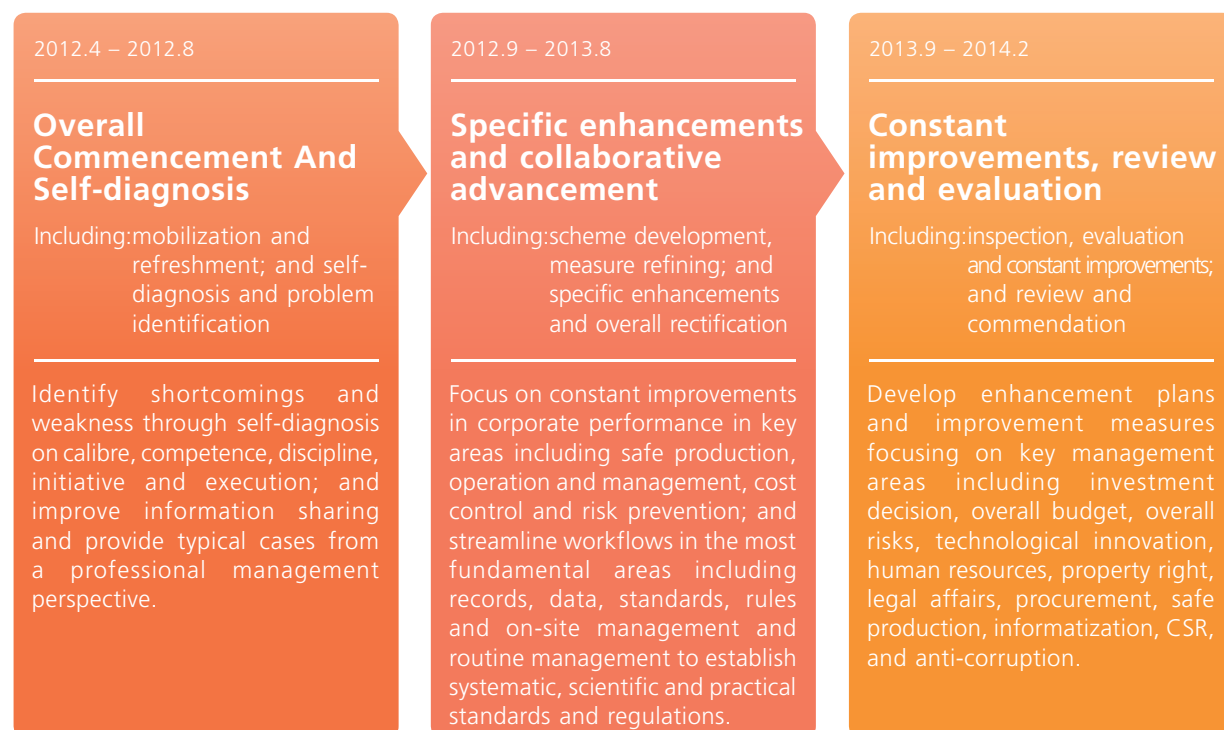 2012.4 – 2012.8
Overall
Commencement And
Self-diagnosis
Including:mobilization and
refreshment; and self-
diagnosis and problem
identification
Identify shortcomings and
weakness through self-diagnosis
on calibre, competence, discipline,
initiative and execution; and
improve information sharing
and provide typical cases from
a professional management
perspective.
2012.9 – 2013.8
Specific enhancements
and collaborative
advancement
Including:scheme development,
measure refining; and
specific enhancements
and overall rectification
Focus on constant improvements
in corporate performance in key
areas including safe production,
operation and management, cost
control and risk prevention; and
streamline workflows in the most
fundamental areas including
records, data, standards, rules
and on-site management and
routine management to establish
systematic, scientific and practical
standards and regulations.
2013.9 – 2014.2
Constant
improvements, review
and evaluation
Including:inspection, evaluation
and constant improvements;
and review and
commendation
Develop enhancement plans
and improvement measures
focusing on key management
areas including investment
decision, overall budget, overall
risks, technological innovation,
human resources, property right,
legal affairs, procurement, safe
production, informatization, CSR,
and anti-corruption.